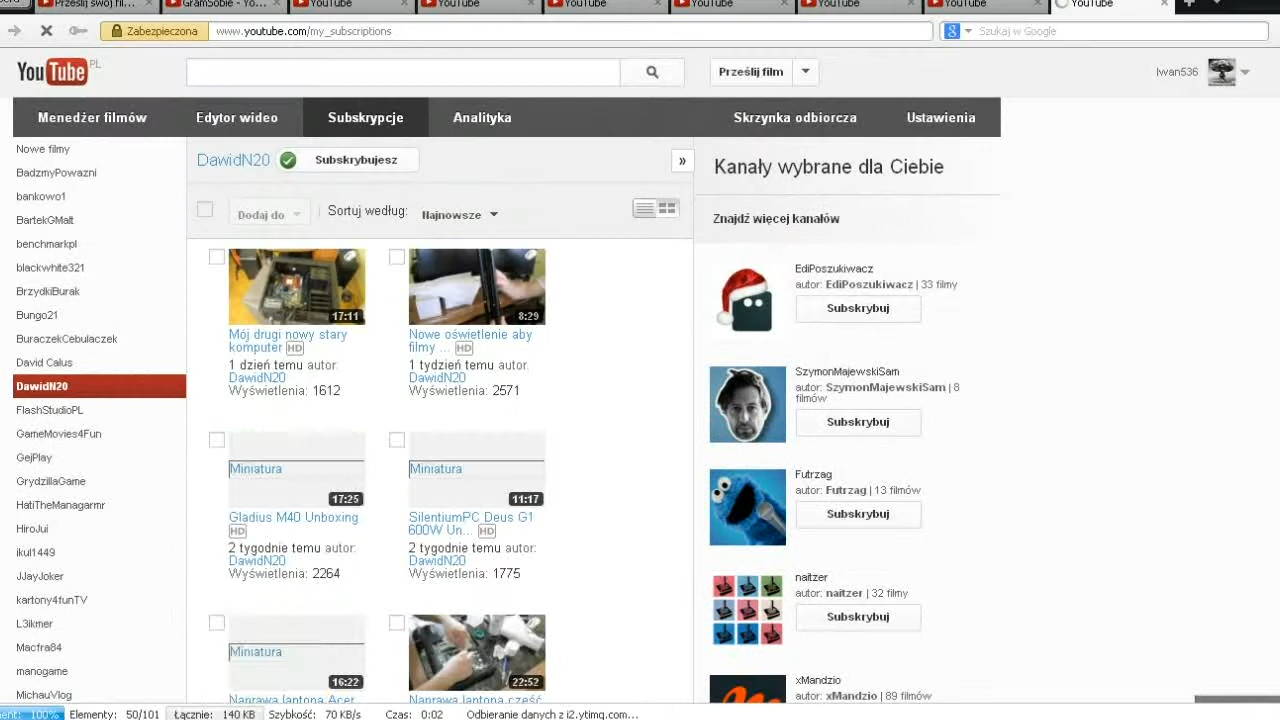 Prześlij swój fil...
GramSobie - Yo...
YouTube
YouTube
YouTube
YouTube
YouTube
YouTube
YouTube
Zabezpieczona
www.youtube.com/my_subscriptions
Szukaj w Google
YouTube PL
Prześlij film
Iwan536
Menedżer filmów
Edytor wideo
Subskrypcje
Analityka
Skrzynka odbiorcza
Ustawienia
Nowe filmy
BadzmyPowazni
bankowo1
BartekGMalt
benchmarkpl
blackwhite321
BrzydkiBurak
Bungo21
BuraczekCebulaczek
David Calus
DawidN20
FlashStudioPL
GameMovies4Fun
GejPlay
GrydzillaGame
HatiTheManagarmr
HiroJui
ikul1449
JJayJoker
kartony4funTV
L3ikmer
Macfra84
manogame
MichauVlog
DawidN20
Subskrybujesz
Dodaj do
Sortuj według:
Najnowsze
17:11
Mój drugi nowy stary
komputer HD
1 dzień temu autor:
DawidN20
Wyświetlenia: 1612
8:29
Nowe oświetlenie aby
filmy ... HD
1 tydzień temu autor:
DawidN20
Wyświetlenia: 2571
Miniatura
17:25
Gladius M40 Unboxing
HD
2 tygodnie temu autor:
DawidN20
Wyświetlenia: 2264
Miniatura
11:17
SilentiumPC Deus G1
600W Un... HD
2 tygodnie temu autor:
DawidN20
Wyświetlenia: 1775
Miniatura
16:22
Naprawa laptopa Acer
22:52
Naprawa laptopa część
»
Kanały wybrane dla Ciebie
Znajdź więcej kanałów
EdiPoszukiwacz
autor: EdiPoszukiwacz | 33 filmy
Subskrybuj
SzymonMajewskiSam
autor: SzymonMajewskiSam | 8
filmów
Subskrybuj
Futrzag
autor: Futrzag | 13 filmów
Subskrybuj
naitzer
autor: naitzer | 32 filmy
Subskrybuj
xMandzio
autor: xMandzio | 89 filmów
100%
Elementy: 50/101
Łącznie: 140 KB
Szybkość: 70 KB/s
Czas: 0:02
Odbieranie danych z i2.ytimg.com...